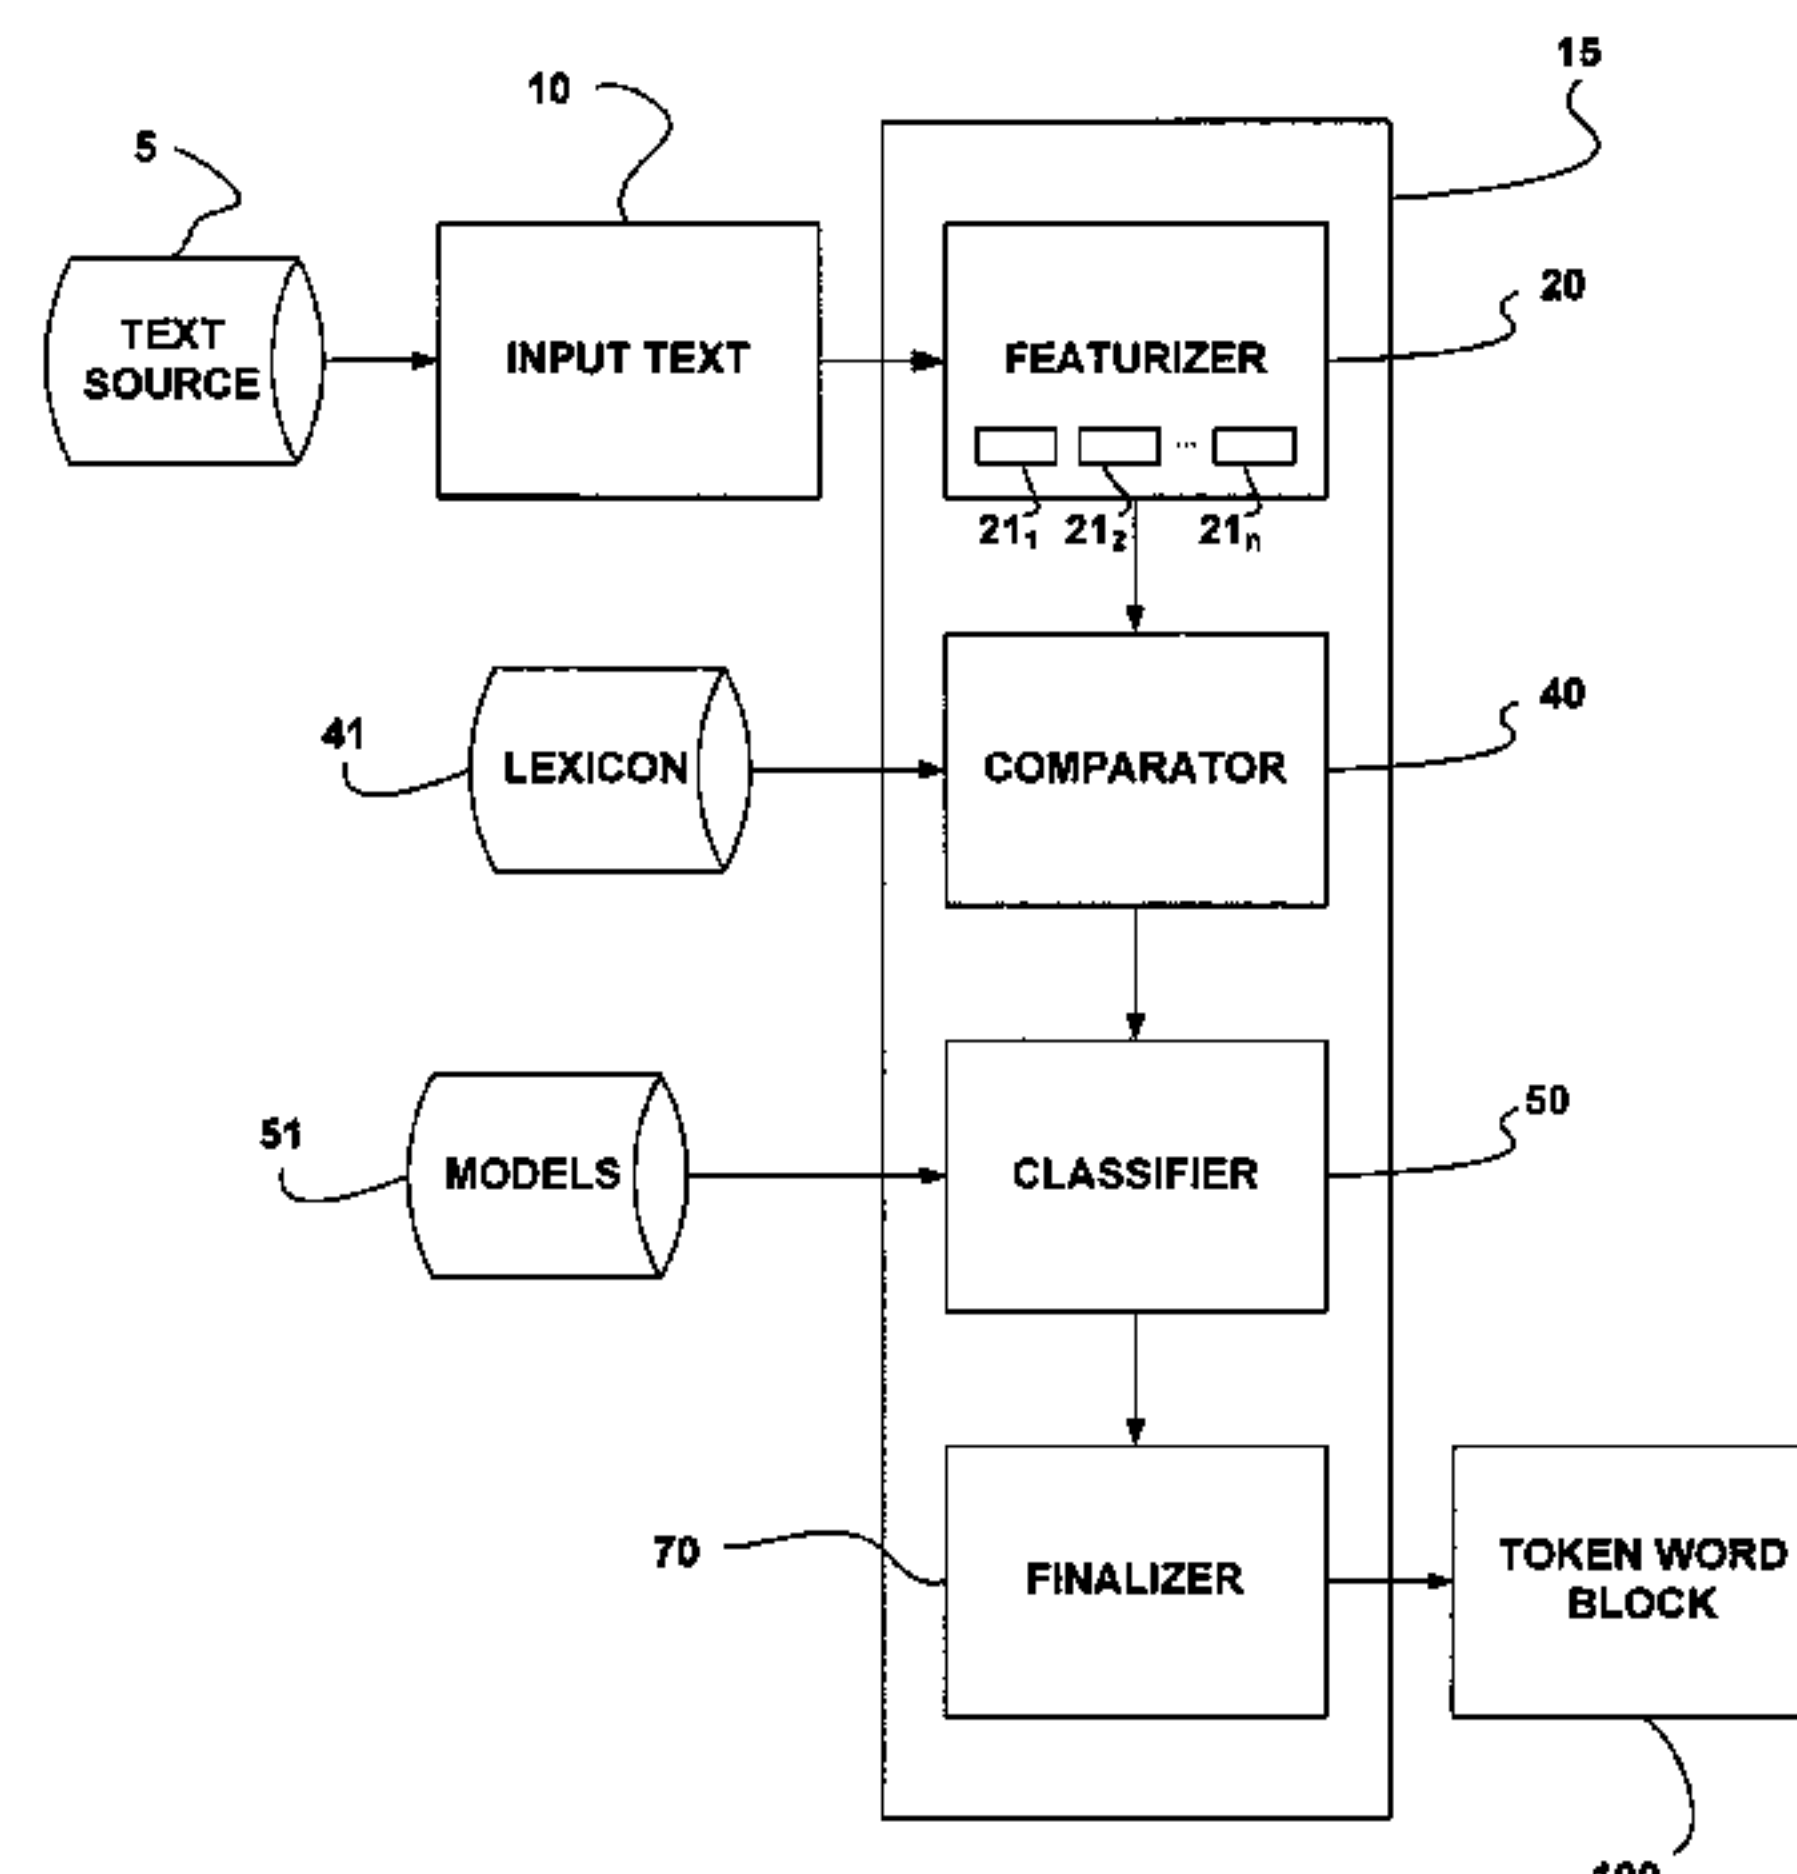 15
10
5
20
TEXT
SOURCE
INPUT TEXT
FEATURIZER
...
21₁ 21₂ 21ₙ
40
41
LEXICON
COMPARATOR
50
51
MODELS
CLASSIFIER
70
FINALIZER
TOKEN WORD
BLOCK